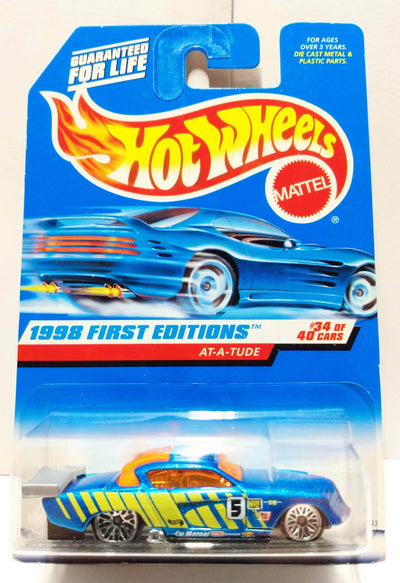 GUARANTEED
FOR LIFE
FOR AGES
OVER 3 YEARS.
DIE CAST METAL &
PLASTIC PARTS.
HOT WHEELS
MATTEL
®
1998 FIRST EDITIONS™
#34 OF
40 CARS
AT-A-TUDE
5